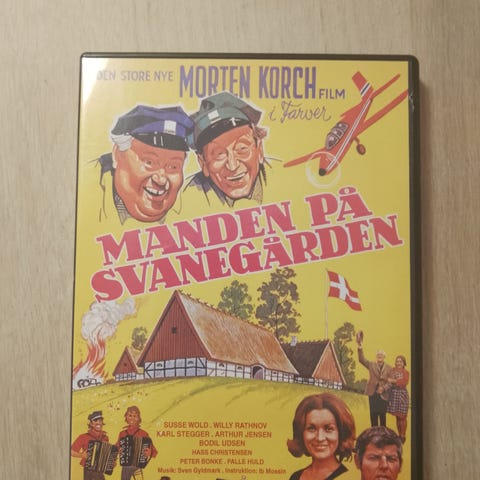 DEN STORE NYE MORTEN KORCH FILM
i Farver
MANDEN PÅ
SVANEGÅRDEN
SUSSE WOLD . WILLY RATHNOV
KARL STEGGER . ARTHUR JENSEN
BODIL UDSEN
HASS CHRISTENSEN
PETER BONKE . PALLE HULD
Musik: Sven Gyldmark . Instruktion: Ib Mossin